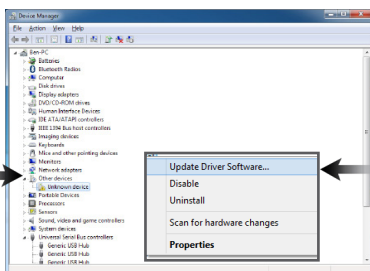 Device Manager
File Action View Help
Ben-PC
Batteries
Bluetooth Radios
Computer
Disk drives
Display adapters
DVD/CD-ROM drives
Human Interface Devices
IDE ATA/ATAPI controllers
IEEE 1394 Bus host controllers
Imaging devices
Keyboards
Mice and other pointing devices
Monitors
Network adapters
Other devices
Unknown device
Portable Devices
Processors
Sensors
Sound, video and game controllers
System devices
Universal Serial Bus controllers
Generic USB Hub
Generic USB Hub
Generic USB Hub
Update Driver Software...
Disable
Uninstall
Scan for hardware changes
Properties